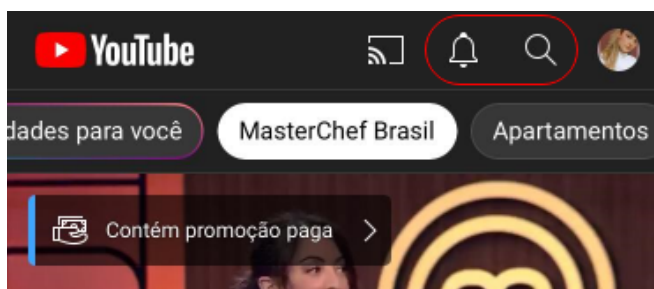 YouTube
dades para você MasterChef Brasil Apartamentos
Contém promoção paga